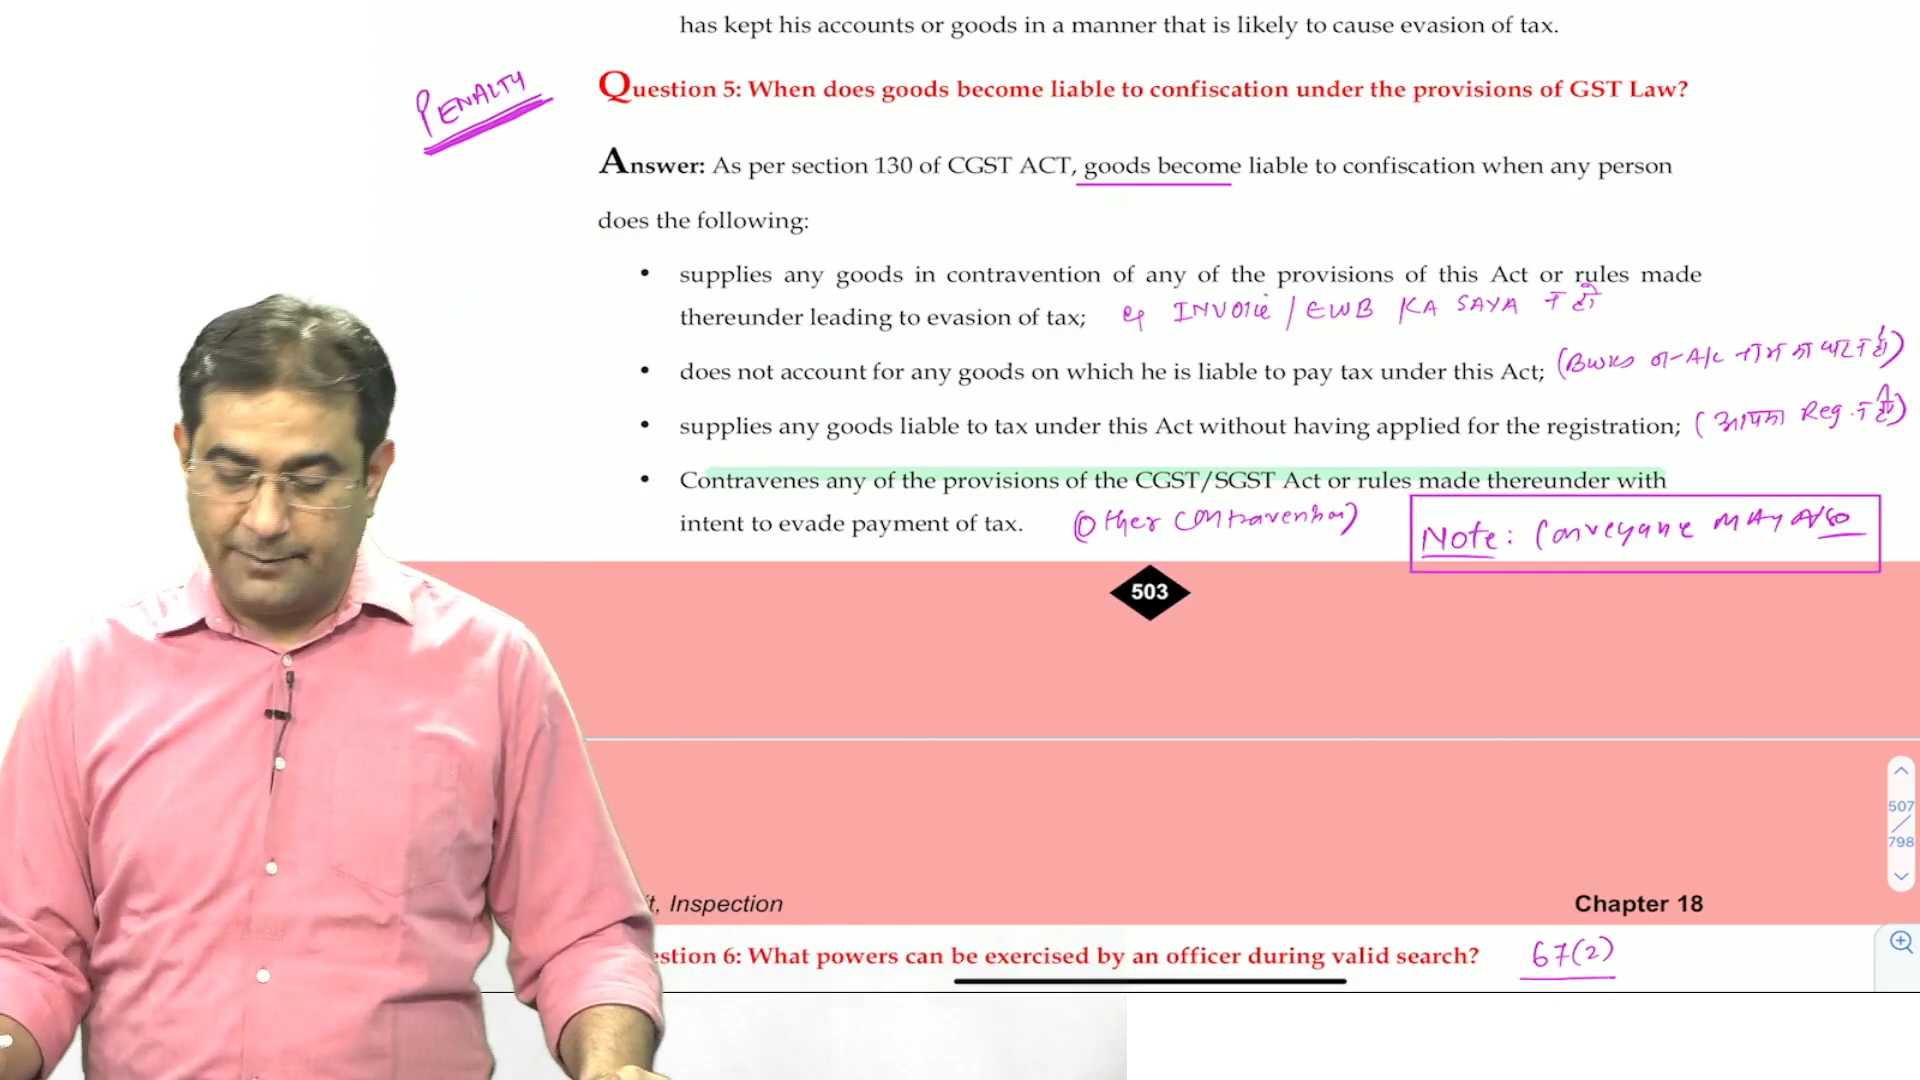 has kept his accounts or goods in a manner that is likely to cause evasion of tax.
PENALTY
Question 5: When does goods become liable to confiscation under the provisions of GST Law?
Answer: As per section 130 of CGST ACT, goods become liable to confiscation when any person
does the following:
• supplies any goods in contravention of any of the provisions of this Act or rules made
thereunder leading to evasion of tax; eg INVOICE / EWB KA SAYA न हो
• does not account for any goods on which he is liable to pay tax under this Act; (Books of A/c
• supplies any goods liable to tax under this Act without having applied for the registration; (आपका Reg. न हो)
• Contravenes any of the provisions of the CGST/SGST Act or rules made thereunder with
intent to evade payment of tax. (Other Contravention)
Note: Conveyance MAY Also
503
507
/
798
t, Inspection
Chapter 18
estion 6: What powers can be exercised by an officer during valid search? 67(2)